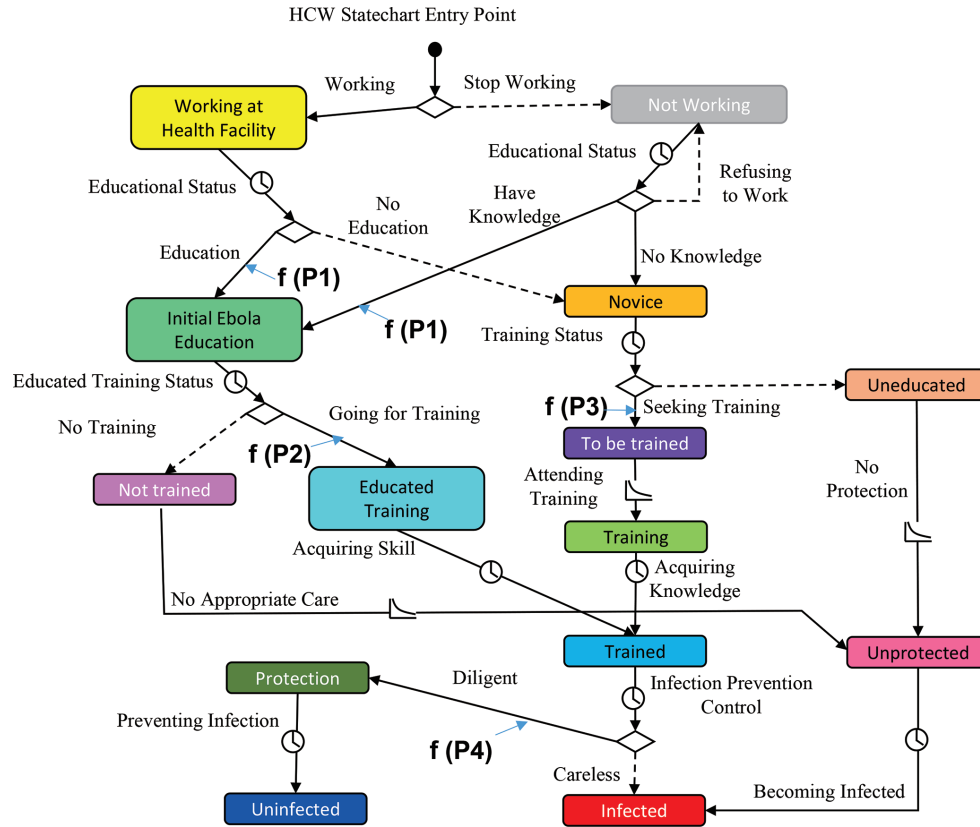 HCW Statechart Entry Point
Working
Stop Working
Working at
Health Facility
Not Working
Educational Status
Educational Status
Refusing
to Work
No
Education
Have
Knowledge
Education
No Knowledge
f (P1)
f (P1)
Initial Ebola
Education
Novice
Training Status
Educated Training Status
Uneducated
f (P3)
Seeking Training
No Training
Going for Training
f (P2)
To be trained
Not trained
Educated
Training
Attending
Training
No
Protection
Training
Acquiring Skill
Acquiring
Knowledge
No Appropriate Care
Trained
Unprotected
Protection
Diligent
Infection Prevention
Control
Preventing Infection
f (P4)
Careless
Becoming Infected
Uninfected
Infected